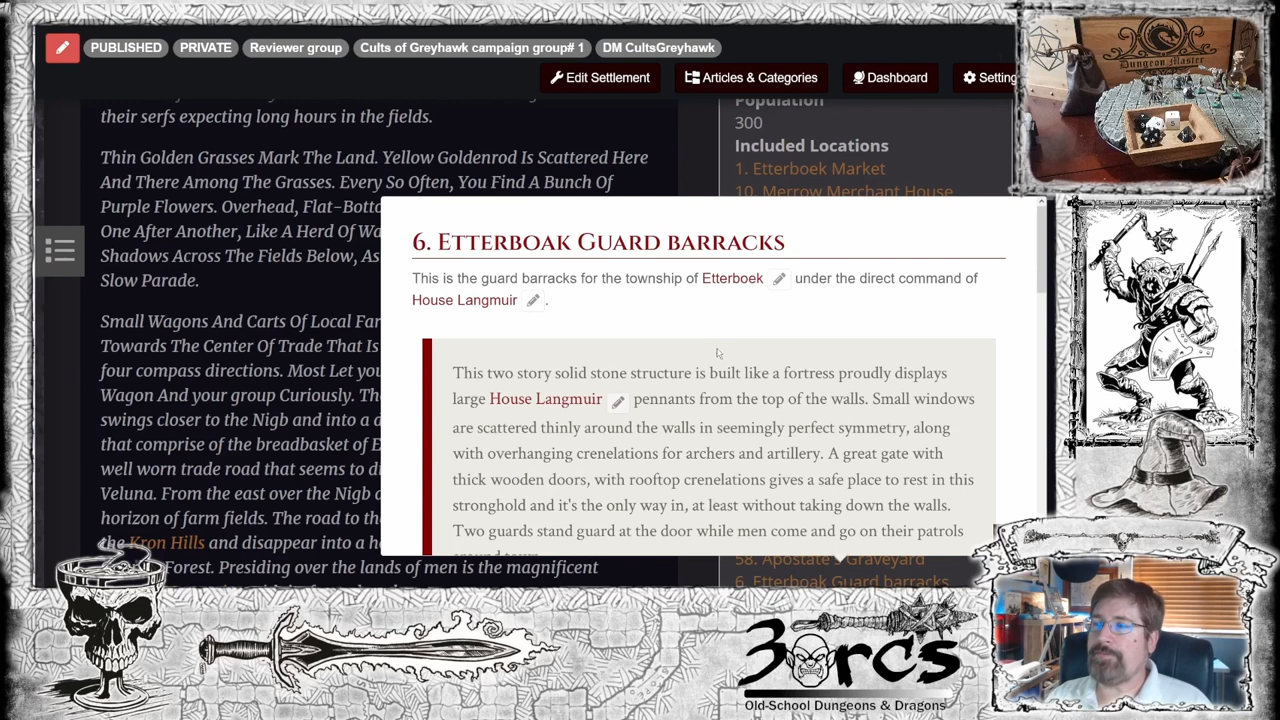 PUBLISHED PRIVATE Reviewer group Cults of Greyhawk campaign group# 1 DM CultsGreyhawk
Edit Settlement Articles & Categories Dashboard Setting
their serfs expecting long hours in the fields.
Thin Golden Grasses Mark The Land. Yellow Goldenrod Is Scattered Here
And There Among The Grasses. Every So Often, You Find A Bunch Of
Purple Flowers. Overhead, Flat-Botto
One After Another, Like A Herd Of Wa
Shadows Across The Fields Below, As
Slow Parade.
Small Wagons And Carts Of Local Far
Towards The Center Of Trade That Is
four compass directions. Most Let you
Wagon And your group Curiously. Th
swings closer to the Nigb and into a d
that comprise of the breadbasket of E
well worn trade road that seems to di
Veluna. From the east over the Nigb a
horizon of farm fields. The road to the
the Kron Hills and disappear into a he
Forest. Presiding over the lands of men is the magnificent
Population
300
Included Locations
1. Etterboek Market
10. Merrow Merchant House
6. Etterboak Guard barracks
This is the guard barracks for the township of Etterboek under the direct command of
House Langmuir .
This two story solid stone structure is built like a fortress proudly displays
large House Langmuir pennants from the top of the walls. Small windows
are scattered thinly around the walls in seemingly perfect symmetry, along
with overhanging crenelations for archers and artillery. A great gate with
thick wooden doors, with rooftop crenelations gives a safe place to rest in this
stronghold and it's the only way in, at least without taking down the walls.
Two guards stand guard at the door while men come and go on their patrols
around town
58. Apostate's Graveyard
6. Etterboek Guard barracks
Dungeon Master
3 orcs
Old-School Dungeons & Dragons